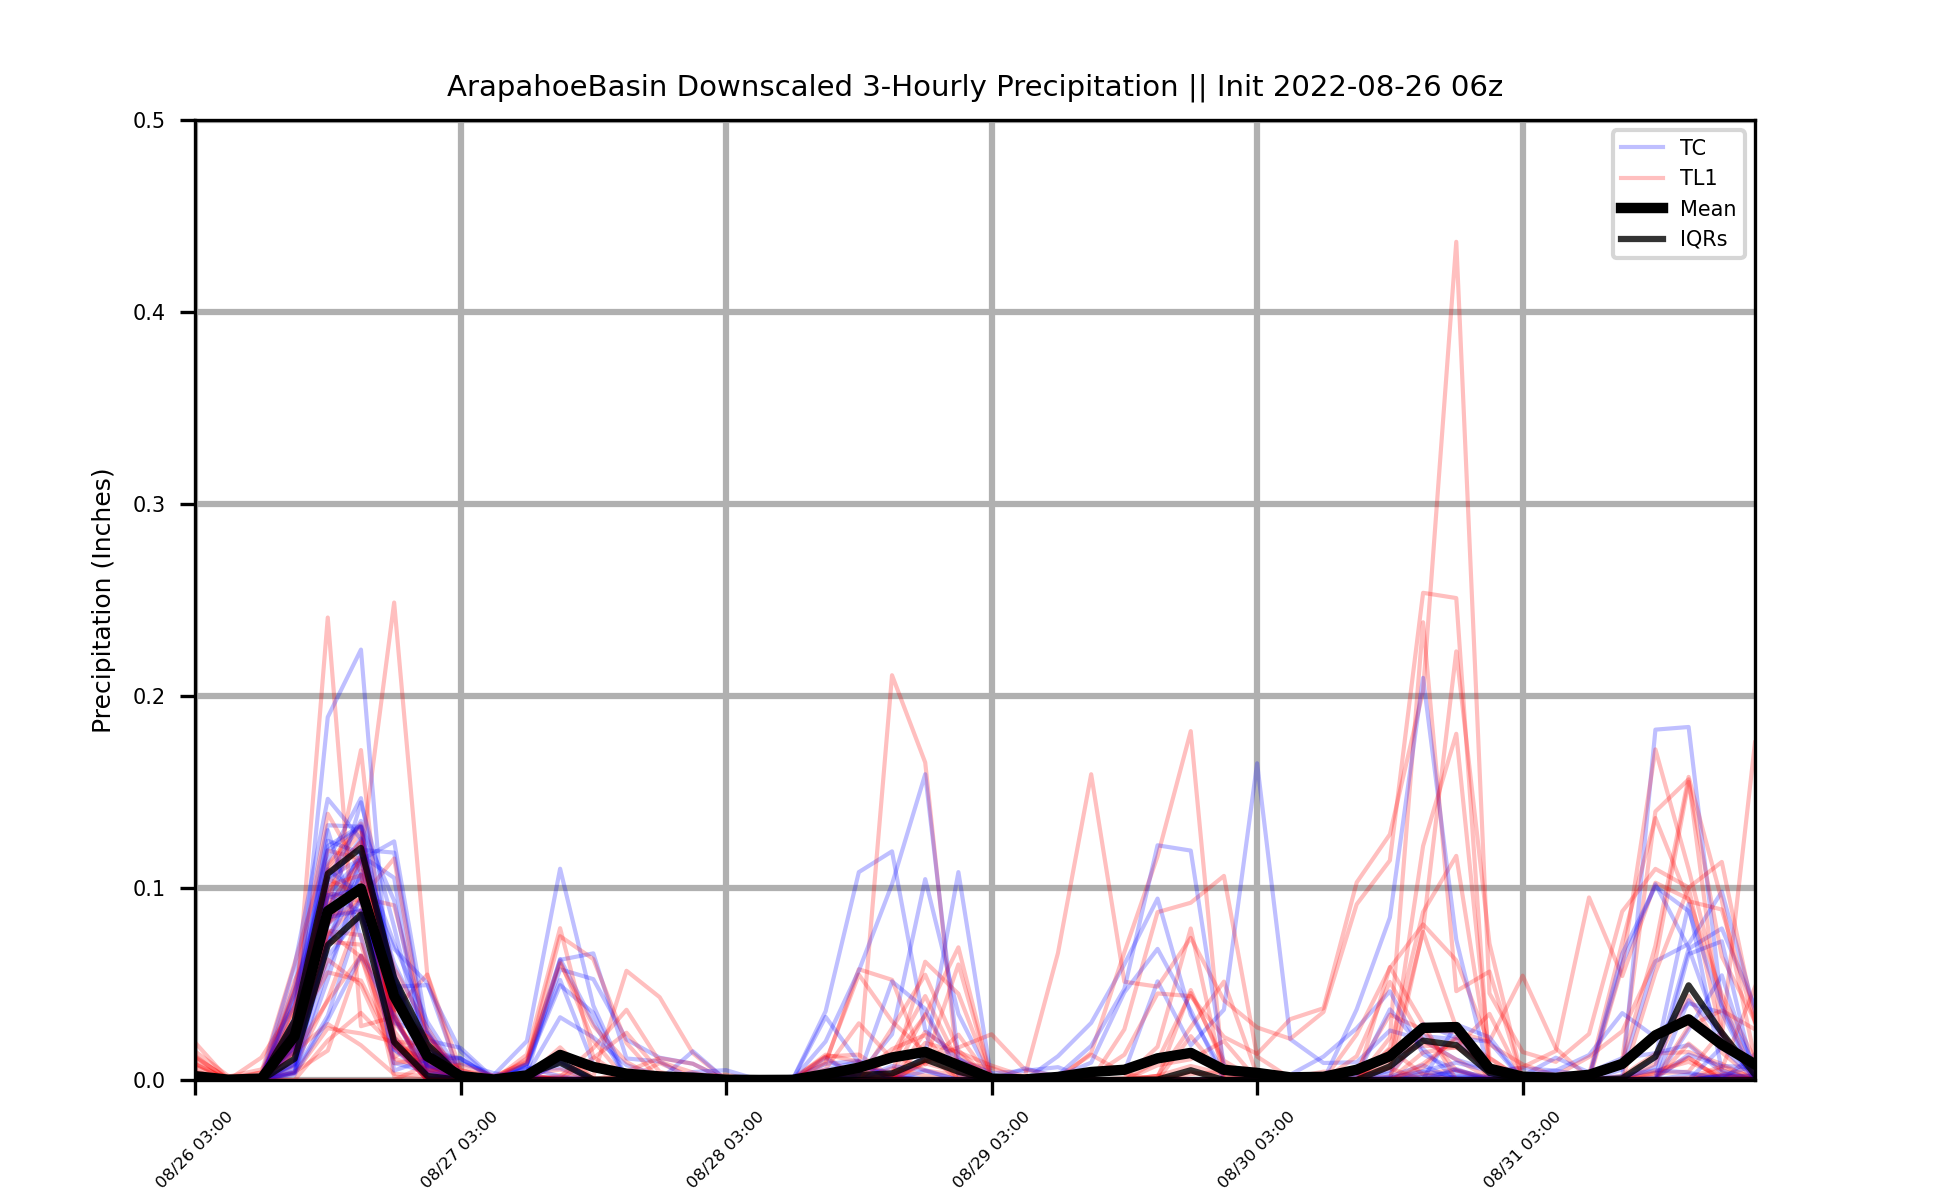 ArapahoeBasin Downscaled 3-Hourly Precipitation || Init 2022-08-26 06z
Precipitation (Inches)
0.5
0.4
0.3
0.2
0.1
0.0
TC
TL1
Mean
IQRs
08/26 03:00
08/27 03:00
08/28 03:00
08/29 03:00
08/30 03:00
08/31 03:00